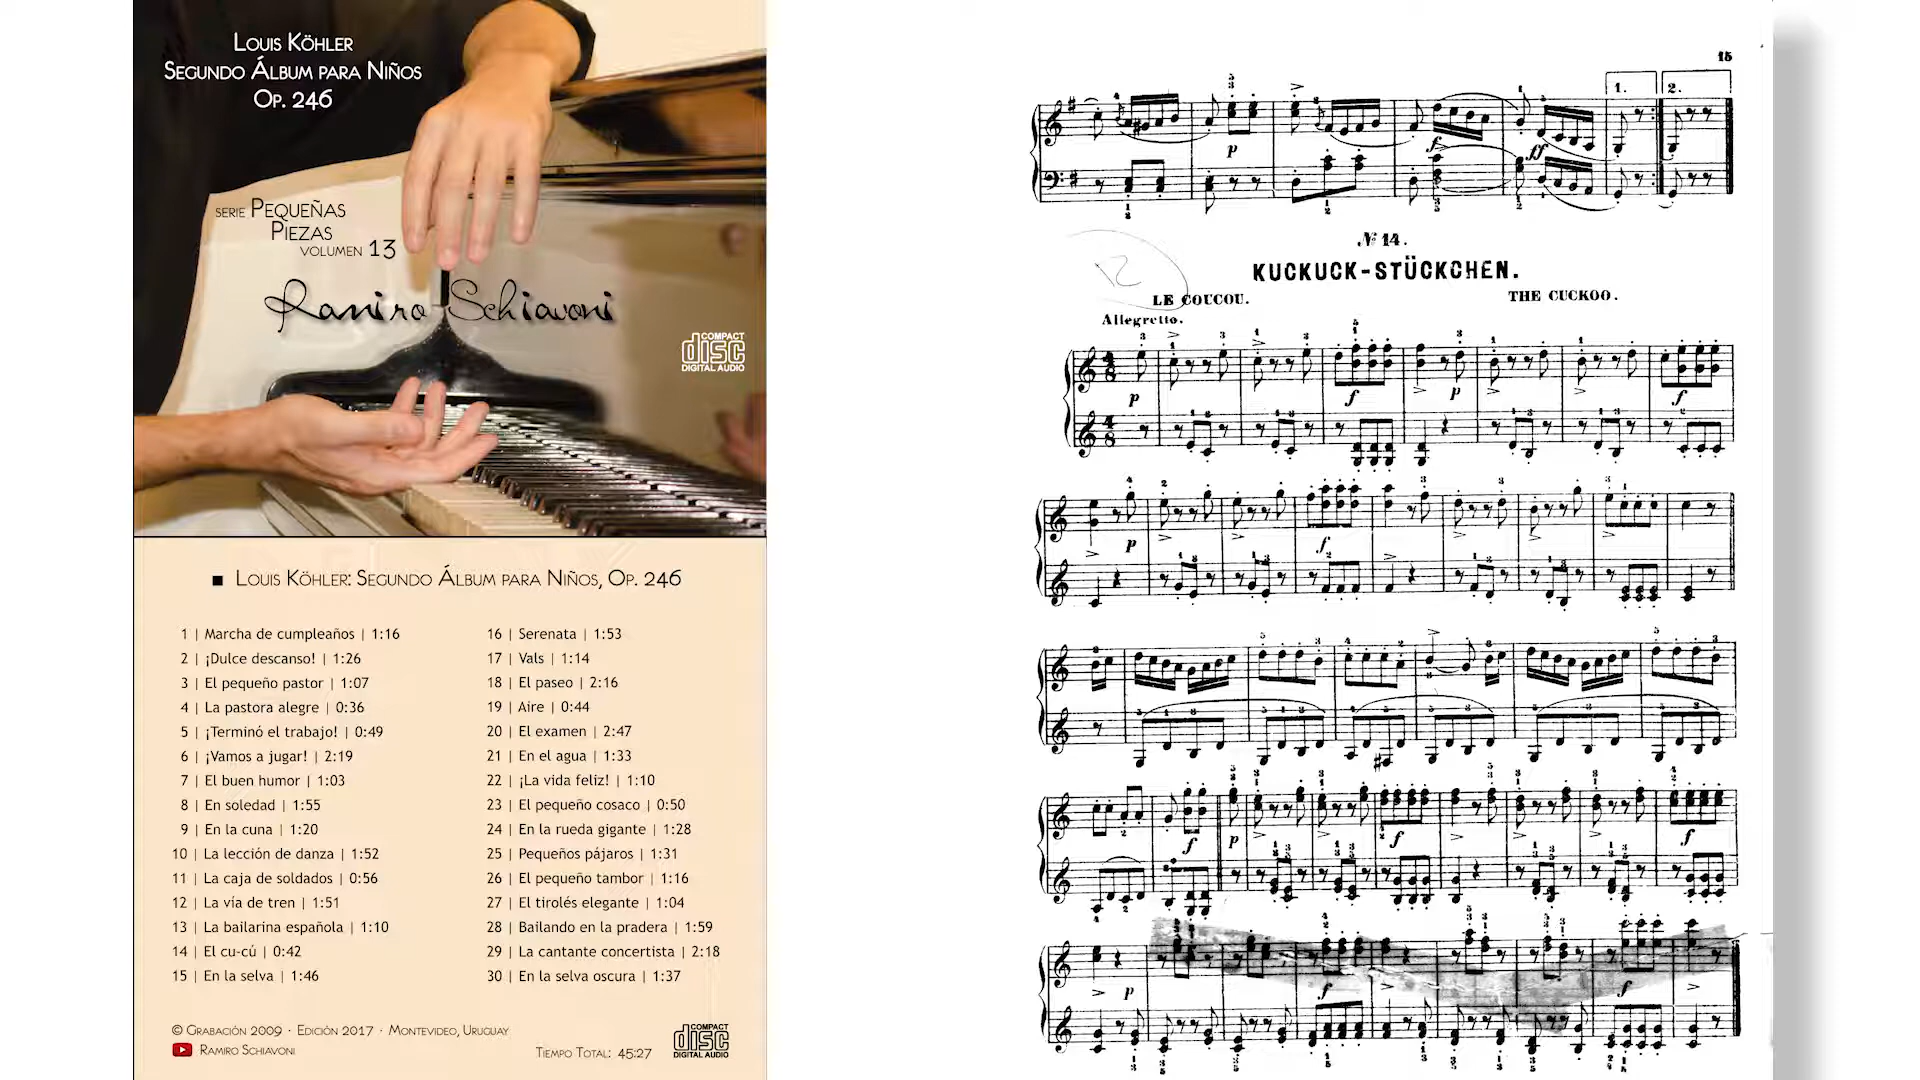 Louis Köhler
Segundo Álbum para Niños
Op. 246
serie Pequeñas
Piezas
volumen 13
Ramiro Schiavoni
COMPACT
disc
DIGITAL AUDIO
■ Louis Köhler: Segundo Álbum para Niños, Op. 246
1 | Marcha de cumpleaños | 1:16
2 | ¡Dulce descanso! | 1:26
3 | El pequeño pastor | 1:07
4 | La pastora alegre | 0:36
5 | ¡Terminó el trabajo! | 0:49
6 | ¡Vamos a jugar! | 2:19
7 | El buen humor | 1:03
8 | En soledad | 1:55
9 | En la cuna | 1:20
10 | La lección de danza | 1:52
11 | La caja de soldados | 0:56
12 | La vía de tren | 1:51
13 | La bailarina española | 1:10
14 | El cu-cú | 0:42
15 | En la selva | 1:46
16 | Serenata | 1:53
17 | Vals | 1:14
18 | El paseo | 2:16
19 | Aire | 0:44
20 | El examen | 2:47
21 | En el agua | 1:33
22 | ¡La vida feliz! | 1:10
23 | El pequeño cosaco | 0:50
24 | En la rueda gigante | 1:28
25 | Pequeños pájaros | 1:31
26 | El pequeño tambor | 1:16
27 | El tirolés elegante | 1:04
28 | Bailando en la pradera | 1:59
29 | La cantante concertista | 2:18
30 | En la selva oscura | 1:37
© Grabación 2009 · Edición 2017 · Montevideo, Uruguay
Ramiro Schiavoni
Tiempo Total: 45:27
COMPACT
disc
DIGITAL AUDIO
15
1. 2.
p f ff
№ 14.
12
KUCKUCK-STÜCKCHEN.
LE COUCOU.
THE CUCKOO.
Allegretto.
p f p f
p f
f p f f
p f f